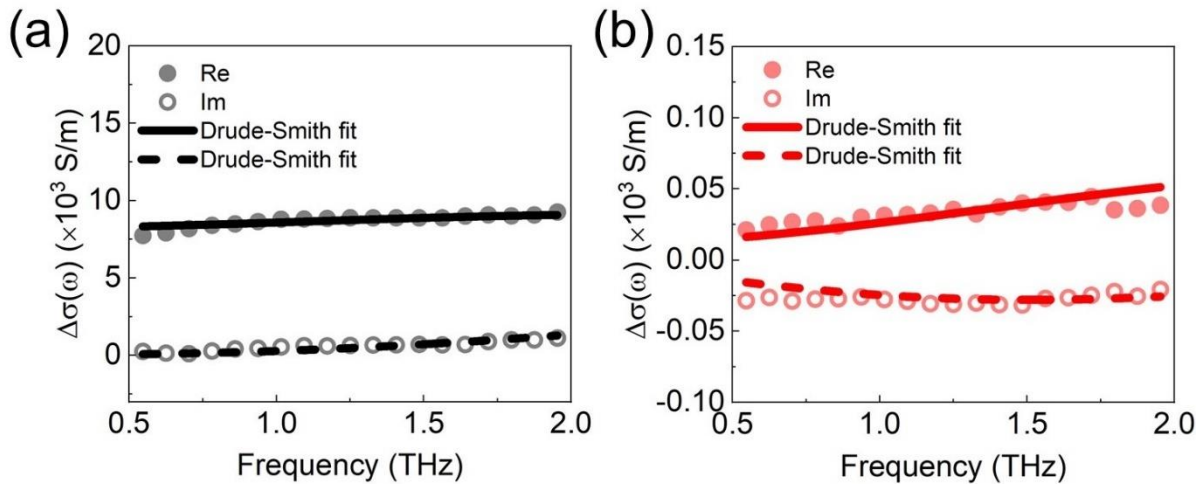 (a)
20
15
10
5
0
Δσ(ω) (×10³ S/m)
Re
Im
Drude-Smith fit
Drude-Smith fit
0.5 1.0 1.5 2.0
Frequency (THz)
(b)
0.15
0.10
0.05
0.00
-0.05
-0.10
Δσ(ω) (×10³ S/m)
Re
Im
Drude-Smith fit
Drude-Smith fit
0.5 1.0 1.5 2.0
Frequency (THz)